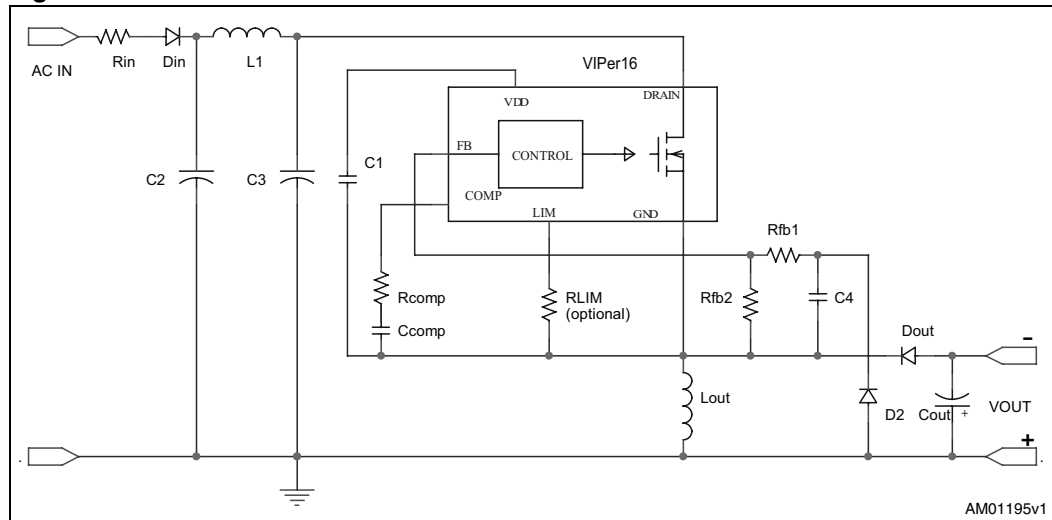 AC IN
Rin
Din
L1
VIPer16
VDD
DRAIN
FB
CONTROL
C1
C2
C3
COMP
LIM
GND
Rfb1
Rcomp
RLIM
(optional)
Rfb2
C4
Ccomp
Dout
-
Lout
D2
Cout
+
VOUT
+
AM01195v1